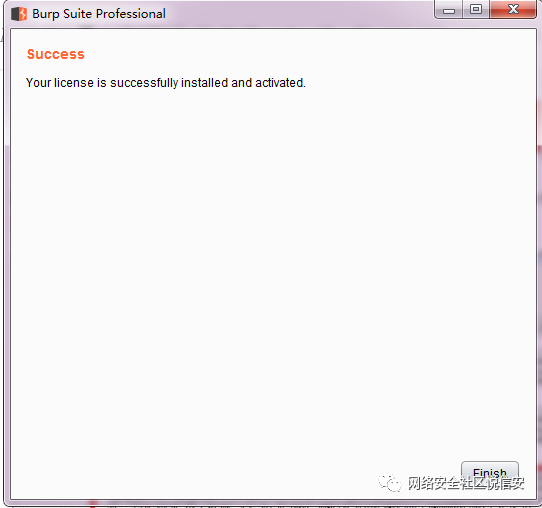 Burp Suite Professional
Success
Your license is successfully installed and activated.
Finish
网络安全社区悦信安